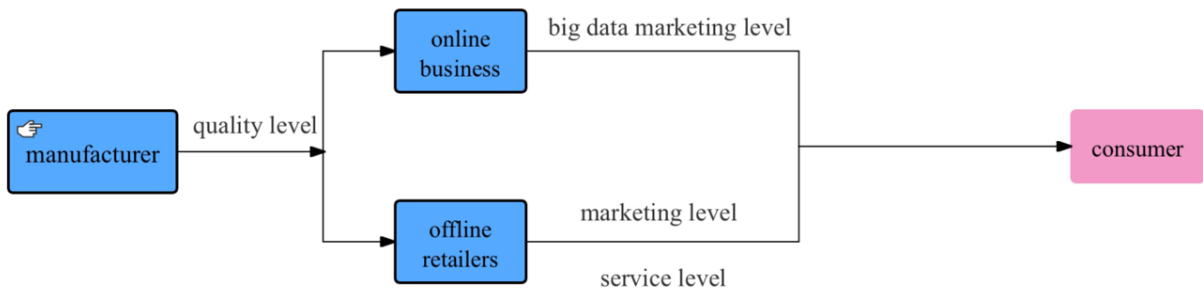 manufacturer
quality level
online
business
big data marketing level
offline
retailers
marketing level
service level
consumer